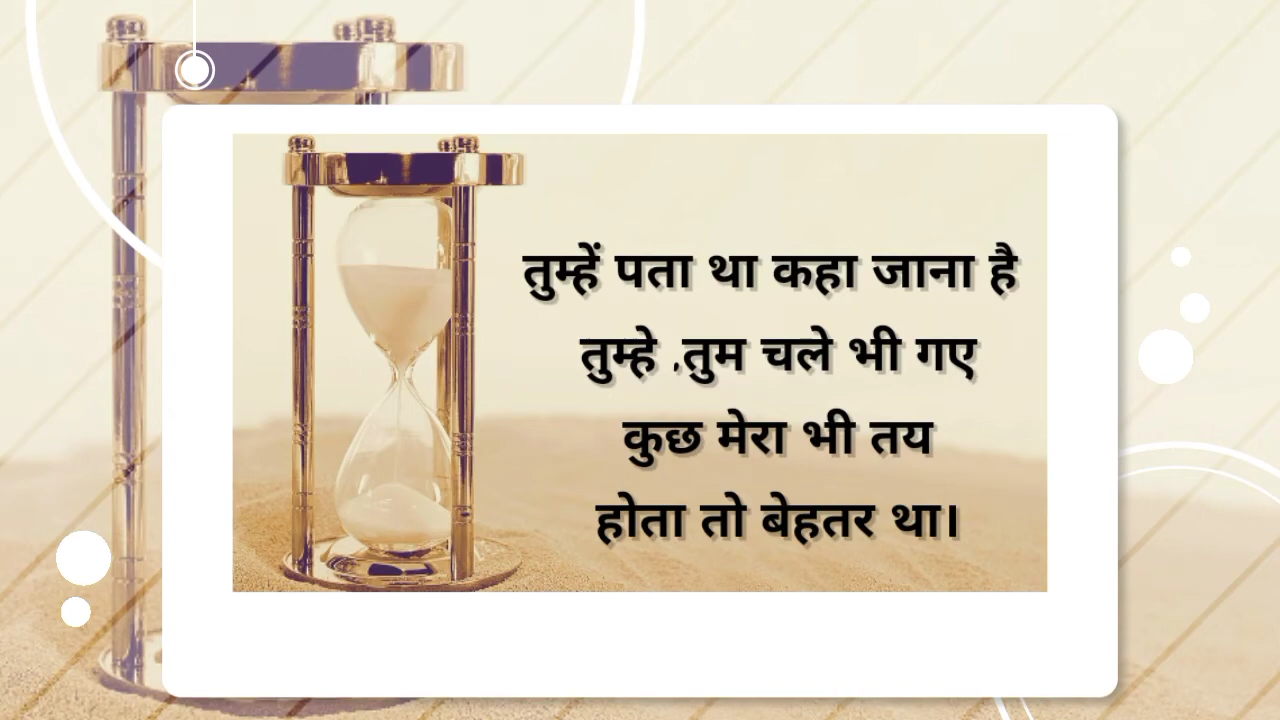 तुम्हें पता था कहा जाना है
तुम्हे .तुम चले भी गए
कुछ मेरा भी तय
होता तो बेहतर था।